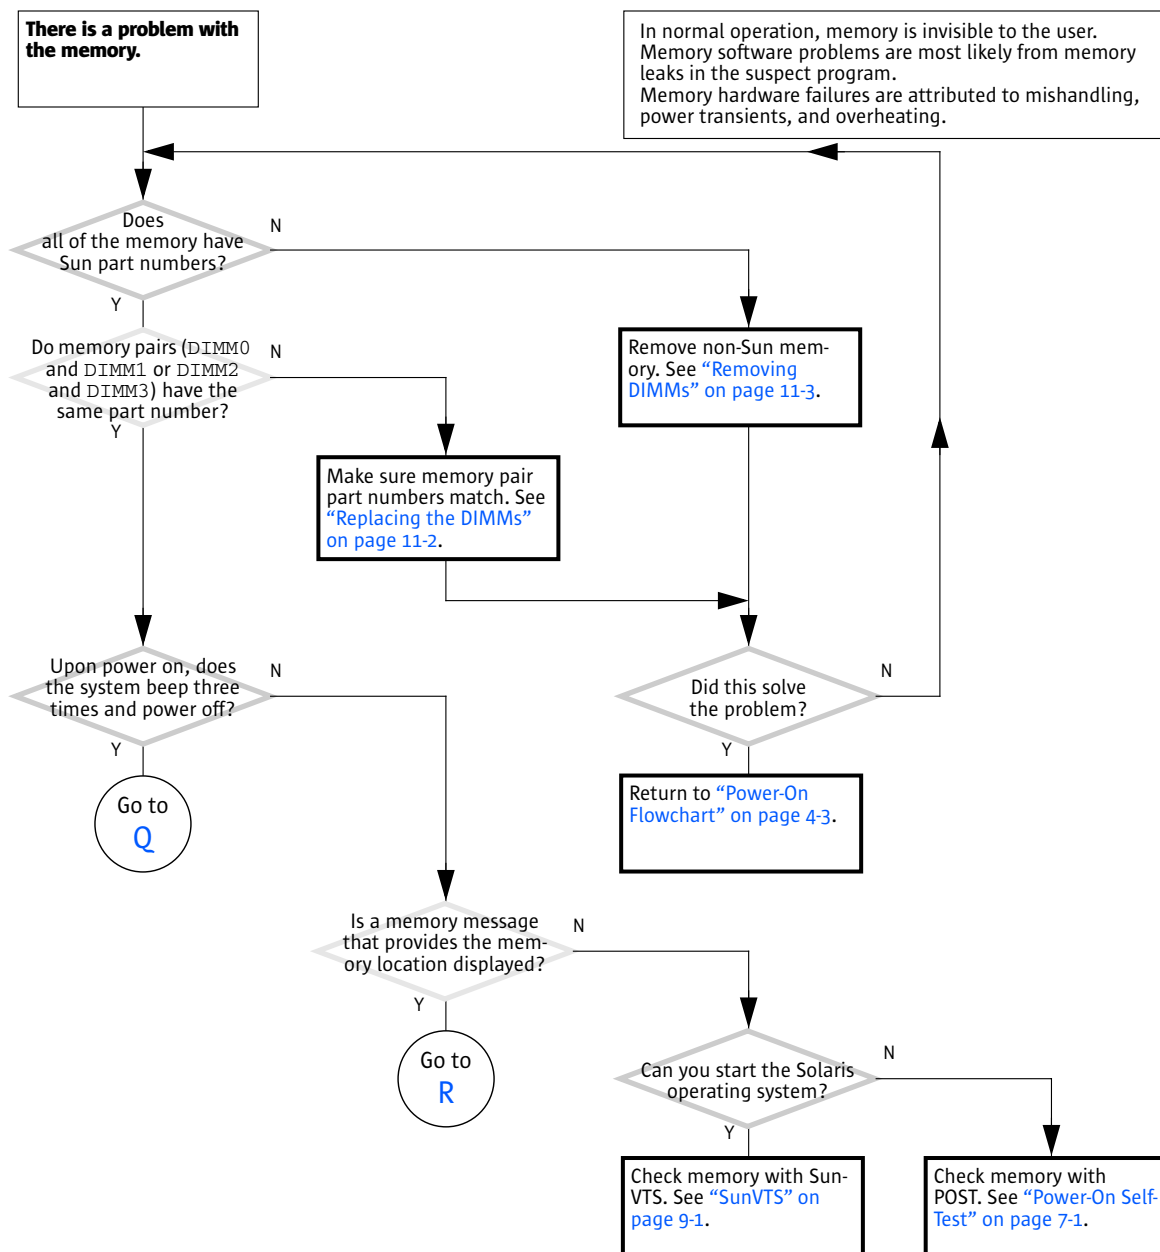 There is a problem with
the memory.
In normal operation, memory is invisible to the user.
Memory software problems are most likely from memory
leaks in the suspect program.
Memory hardware failures are attributed to mishandling,
power transients, and overheating.
Does
all of the memory have
Sun part numbers?
N
Y
Do memory pairs (DIMM0
and DIMM1 or DIMM2
and DIMM3) have the
same part number?
N
Y
Remove non-Sun mem-
ory. See “Removing
DIMMs” on page 11-3.
Make sure memory pair
part numbers match. See
“Replacing the DIMMs”
on page 11-2.
Upon power on, does
the system beep three
times and power off?
N
Y
Did this solve
the problem?
N
Y
Go to
Q
Return to “Power-On
Flowchart” on page 4-3.
Is a memory message
that provides the mem-
ory location displayed?
N
Y
Go to
R
Can you start the Solaris
operating system?
N
Y
Check memory with Sun-
VTS. See “SunVTS” on
page 9-1.
Check memory with
POST. See “Power-On Self-
Test” on page 7-1.